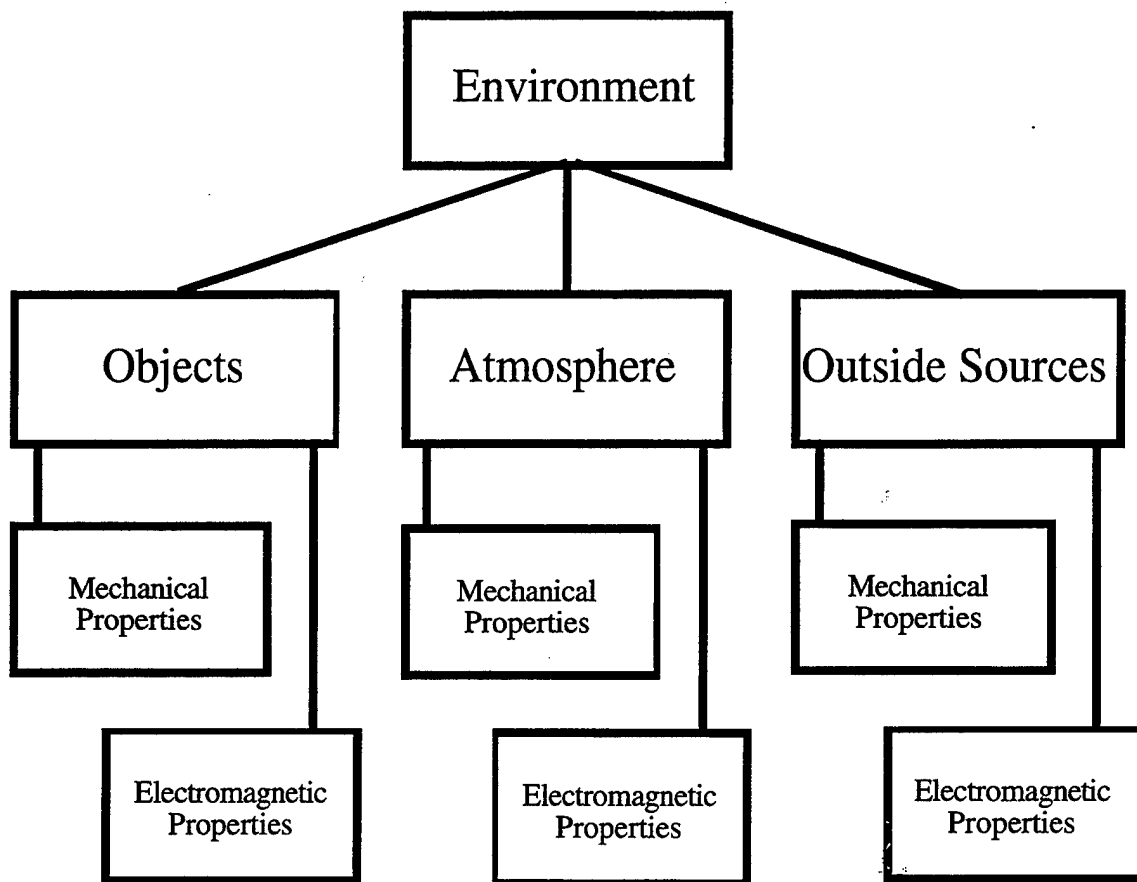 Environment
Objects
Atmosphere
Outside Sources
Mechanical
Properties
Mechanical
Properties
Mechanical
Properties
Electromagnetic
Properties
Electromagnetic
Properties
Electromagnetic
Properties